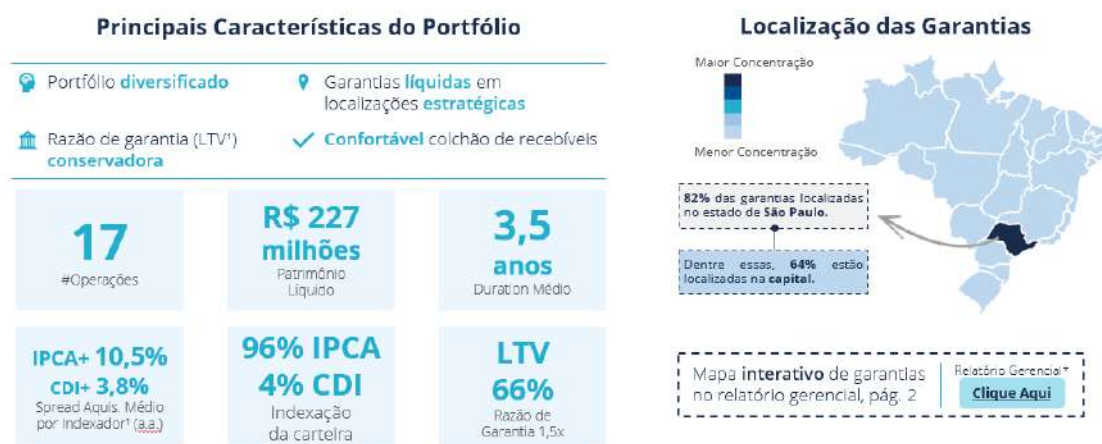 Principais Características do Portfólio
Portfólio diversificado
Garantias líquidas em
localizações estratégicas
Razão de garantia (LTV¹)
conservadora
Confortável colchão de recebíveis
17
#Operações
R$ 227
milhões
Patrimônio
Líquido
3,5
anos
Duration Médio
IPCA+ 10,5%
CDI+ 3,8%
Spread Aquis. Médio
por Indexador¹ (a.a.)
96% IPCA
4% CDI
Indexação
da carteira
LTV
66%
Razão de
Garantia 1,5x
Localização das Garantias
Maior Concentração
Menor Concentração
82% das garantias localizadas
no estado de São Paulo.
Dentre essas, 64% estão
localizadas na capital.
Mapa interativo de garantias
no relatório gerencial, pág. 2
Relatório Gerencial*
Clique Aqui